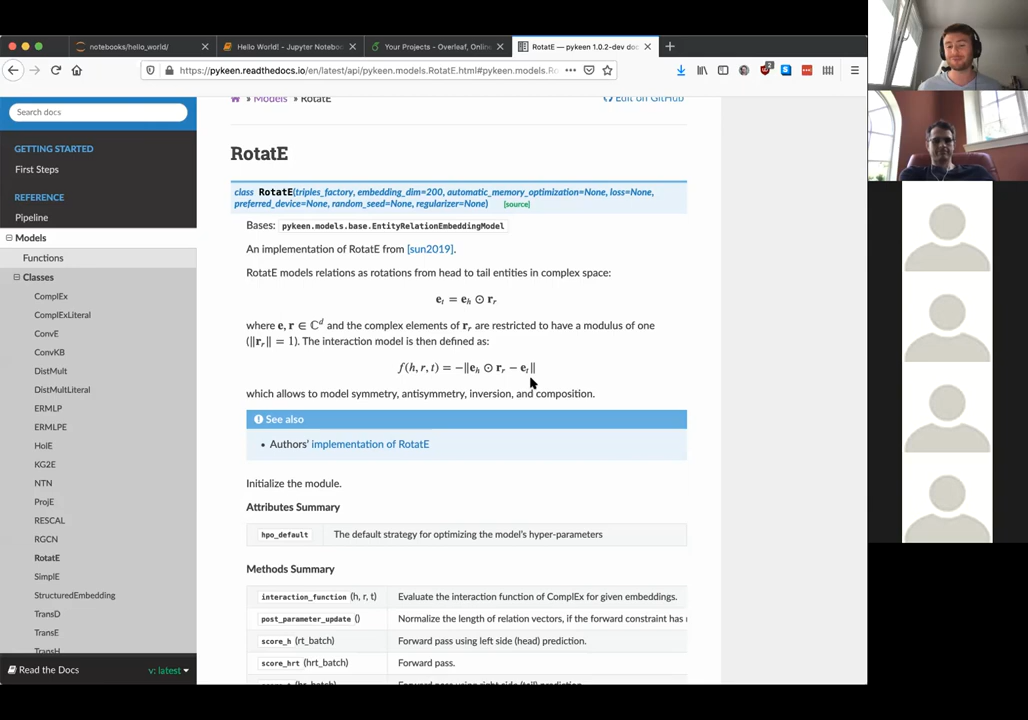 notebooks/hello_world/
Hello World! - Jupyter Noteboo
Your Projects - Overleaf, Online
RotatE — pykeen 1.0.2-dev doc
https://pykeen.readthedocs.io/en/latest/api/pykeen.models.RotatE.html#pykeen.models.Ro
Search docs
GETTING STARTED
First Steps
REFERENCE
Pipeline
Models
Functions
Classes
ComplEx
ComplExLiteral
ConvE
ConvKB
DistMult
DistMultLiteral
ERMLP
ERMLPE
HolE
KG2E
NTN
ProjE
RESCAL
RGCN
RotatE
SimplE
StructuredEmbedding
TransD
TransE
TransH
Read the Docs
v: latest
» Models » RotatE
Edit on GitHub
RotatE
class RotatE(triples_factory, embedding_dim=200, automatic_memory_optimization=None, loss=None,
preferred_device=None, random_seed=None, regularizer=None) [source]
Bases: pykeen.models.base.EntityRelationEmbeddingModel
An implementation of RotatE from [sun2019].
RotatE models relations as rotations from head to tail entities in complex space:
e_t = e_h ⊙ r_r
where e, r ∈ ℂ^d and the complex elements of r_r are restricted to have a modulus of one
(‖r_r‖ = 1). The interaction model is then defined as:
f(h, r, t) = −‖e_h ⊙ r_r − e_t‖
which allows to model symmetry, antisymmetry, inversion, and composition.
See also
• Authors' implementation of RotatE
Initialize the module.
Attributes Summary
hpo_default The default strategy for optimizing the model's hyper-parameters
Methods Summary
interaction_function (h, r, t) Evaluate the interaction function of ComplEx for given embeddings.
post_parameter_update () Normalize the length of relation vectors, if the forward constraint has
score_h (rt_batch) Forward pass using left side (head) prediction.
score_hrt (hrt_batch) Forward pass.